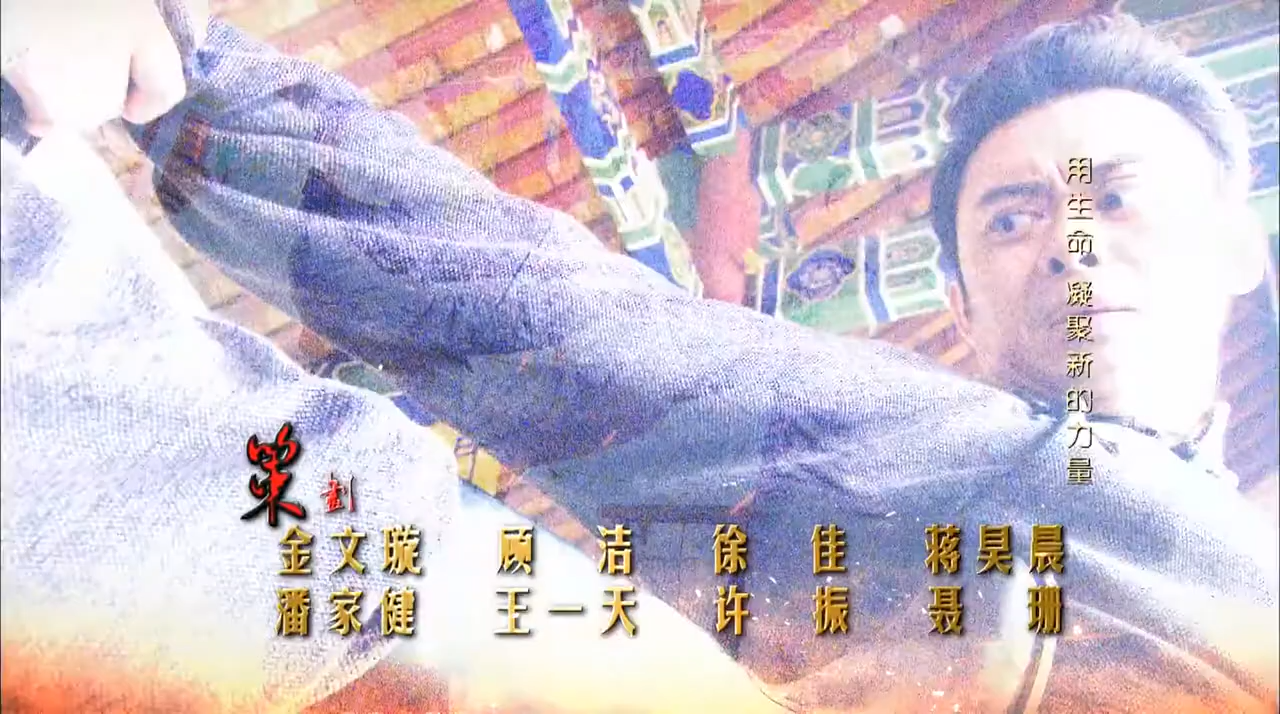 用生命 凝聚新的力量
策劃
金文璇 顾洁 徐佳 蒋昊晨
潘家健 王一天 许振 聂珊